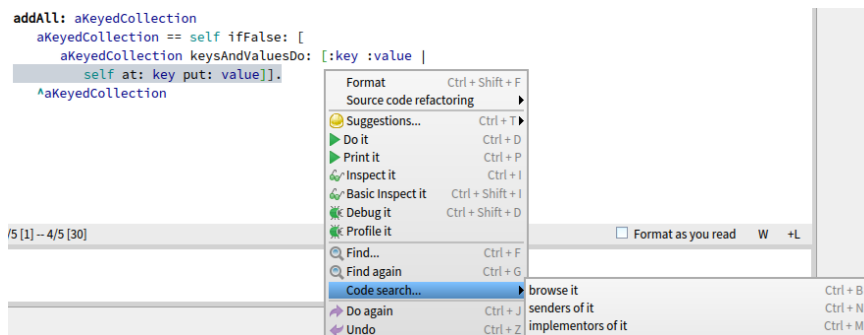 addAll: aKeyedCollection
aKeyedCollection == self ifFalse: [
aKeyedCollection keysAndValuesDo: [:key :value |
self at: key put: value]].
^aKeyedCollection
Format Ctrl + Shift + F
Source code refactoring
Suggestions... Ctrl + T
Do it Ctrl + D
Print it Ctrl + P
Inspect it Ctrl + I
Basic Inspect it Ctrl + Shift + I
Debug it Ctrl + Shift + D
Profile it
/5 [1] -- 4/5 [30]
Format as you read W +L
Find... Ctrl + F
Find again Ctrl + G
Code search...
browse it Ctrl + B
Do again Ctrl + J
senders of it Ctrl + N
Undo Ctrl + Z
implementors of it Ctrl + M